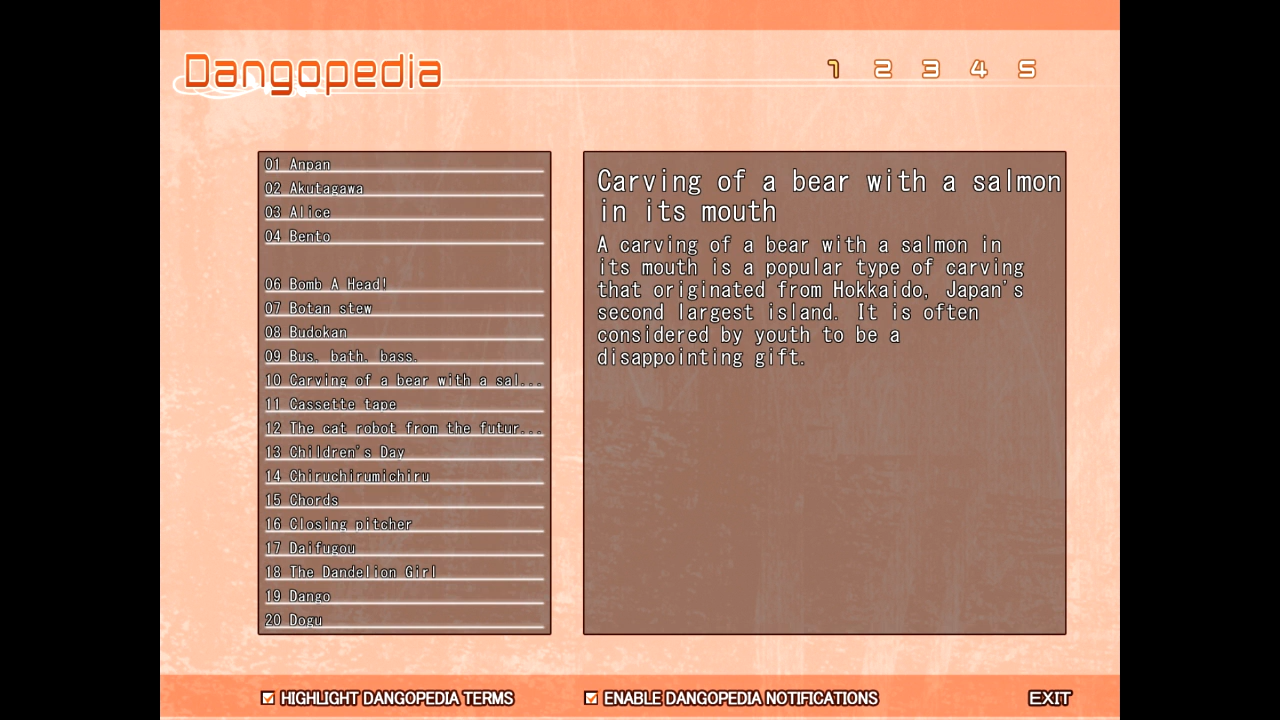 Dangopedia
1 2 3 4 5
01 Anpan
02 Akutagawa
03 Alice
04 Bento
06 Bomb A Head!
07 Botan stew
08 Budokan
09 Bus, bath, bass.
10 Carving of a bear with a sal...
11 Cassette tape
12 The cat robot from the futur...
13 Children's Day
14 Chiruchirumichiru
15 Chords
16 Closing pitcher
17 Daifugou
18 The Dandelion Girl
19 Dango
20 Dogu
Carving of a bear with a salmon
in its mouth
A carving of a bear with a salmon in
its mouth is a popular type of carving
that originated from Hokkaido, Japan's
second largest island. It is often
considered by youth to be a
disappointing gift.
HIGHLIGHT DANGOPEDIA TERMS
ENABLE DANGOPEDIA NOTIFICATIONS
EXIT